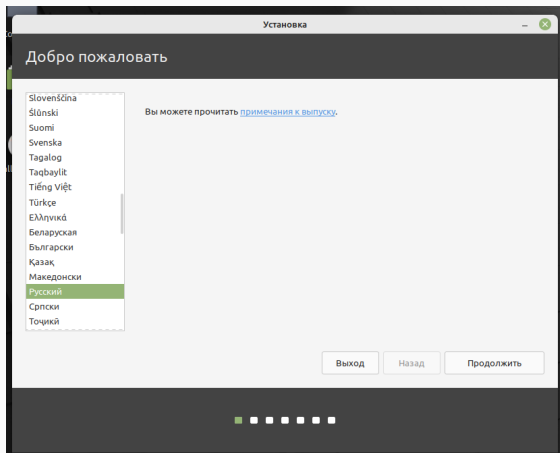 Установка
Добро пожаловать
Slovenščina
Ślůnski
Suomi
Svenska
Tagalog
Taqbaylit
Tiếng Việt
Türkçe
Ελληνικά
Беларуская
Български
Қазақ
Македонски
Русский
Српски
Тоҷикӣ
Вы можете прочитать примечания к выпуску.
Выход
Назад
Продолжить